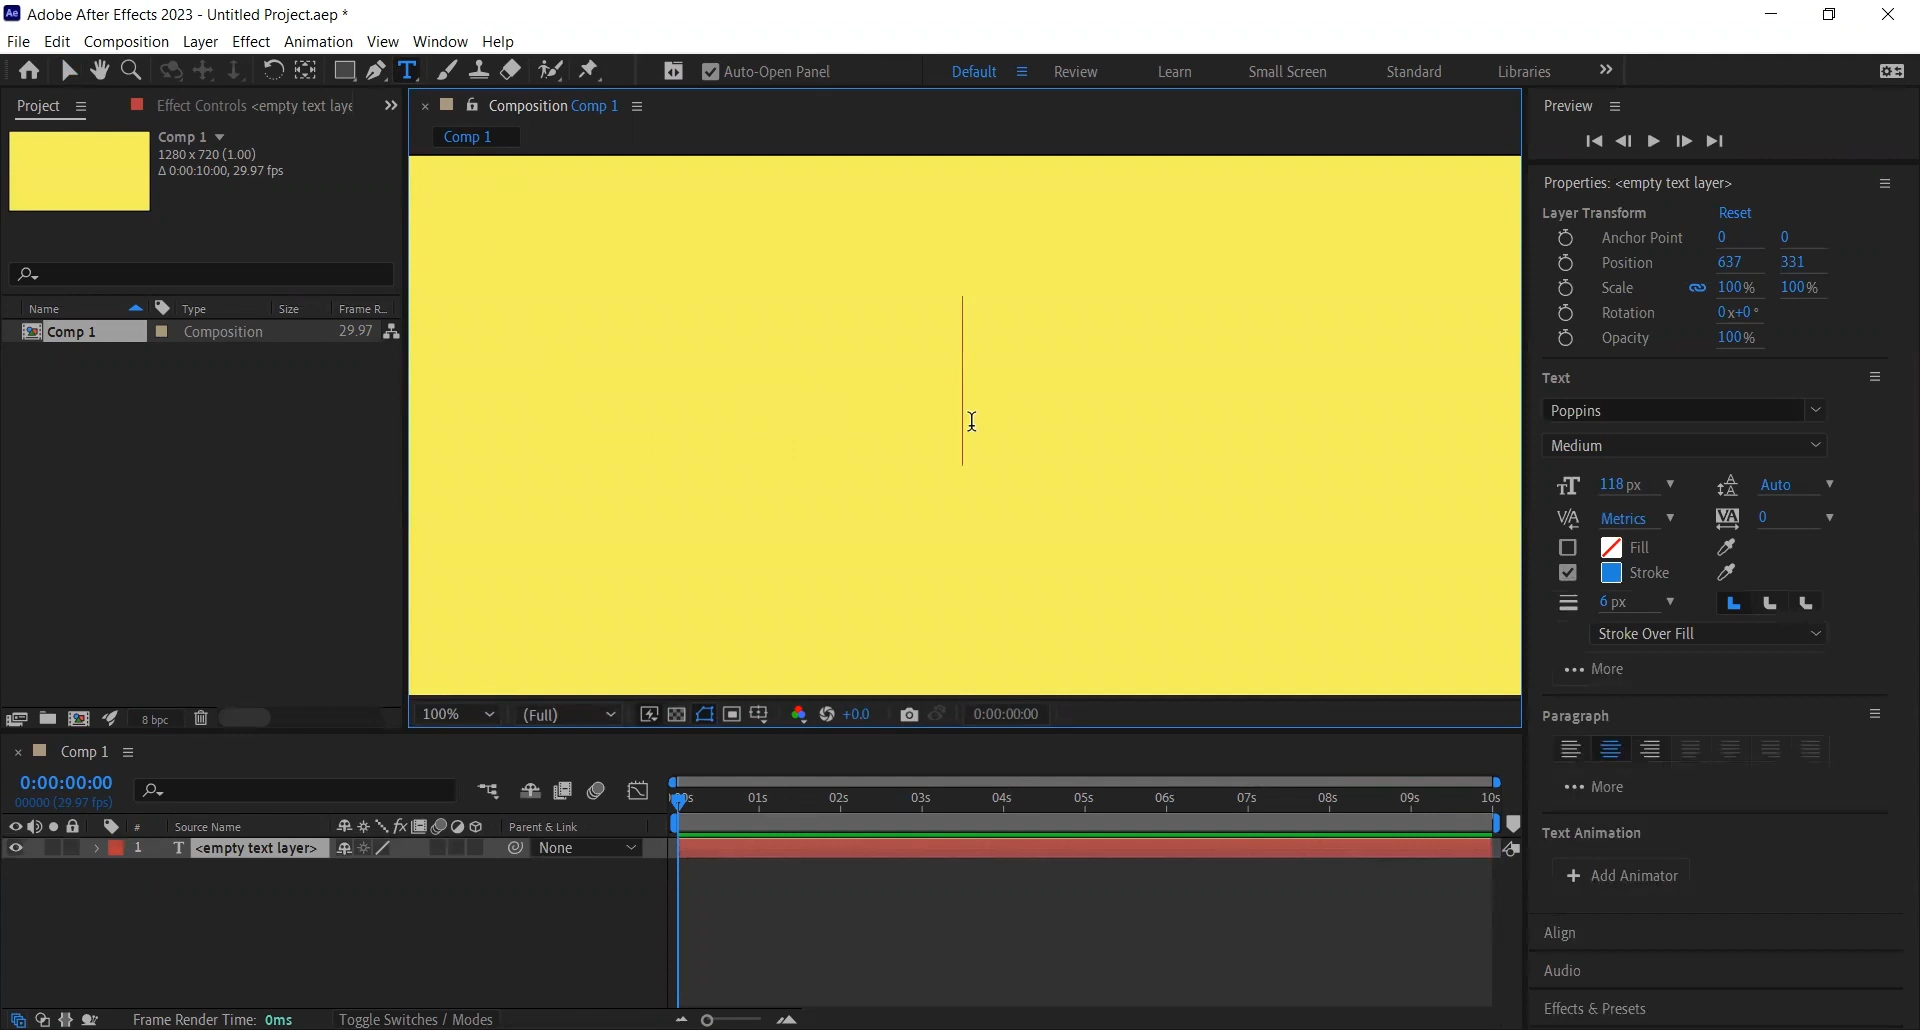 Adobe After Effects 2023 - Untitled Project.aep *
File Edit Composition Layer Effect Animation View Window Help
Auto-Open Panel Default Review Learn Small Screen Standard Libraries
Project Effect Controls <empty text laye
Composition Comp 1
Comp 1
Comp 1
1280 x 720 (1.00)
Δ 0:00:10:00, 29.97 fps
Name Type Size Frame R...
Comp 1 Composition 29.97
8 bpc
100% (Full) +0.0 0:00:00:00
Preview
Properties: <empty text layer>
Layer Transform Reset
Anchor Point 0 0
Position 637 331
Scale 100% 100%
Rotation 0x+0°
Opacity 100%
Text
Poppins
Medium
118 px Auto
Metrics 0
Fill
Stroke
6 px
Stroke Over Fill
More
Paragraph
More
Text Animation
Add Animator
Align
Audio
Effects & Presets
Comp 1
0:00:00:00
00000 (29.97 fps)
01s 02s 03s 04s 05s 06s 07s 08s 09s 10s
# Source Name Parent & Link
1 T <empty text layer> None
Frame Render Time: 0ms Toggle Switches / Modes